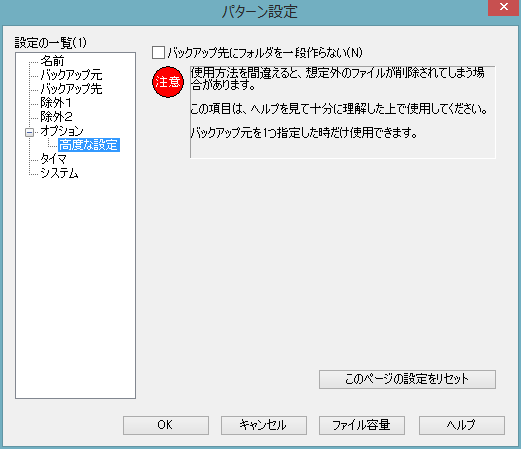 パターン設定
設定の一覧(1)
名前
バックアップ元
バックアップ先
除外1
除外2
オプション
高度な設定
タイマ
システム
バックアップ先にフォルダを一段作らない(N)
注意
使用方法を間違えると、想定外のファイルが削除されてしまう場
合があります。
この項目は、ヘルプを見て十分に理解した上で使用してください。
バックアップ元を1つ指定した時だけ使用できます。
このページの設定をリセット
OK
キャンセル
ファイル容量
ヘルプ